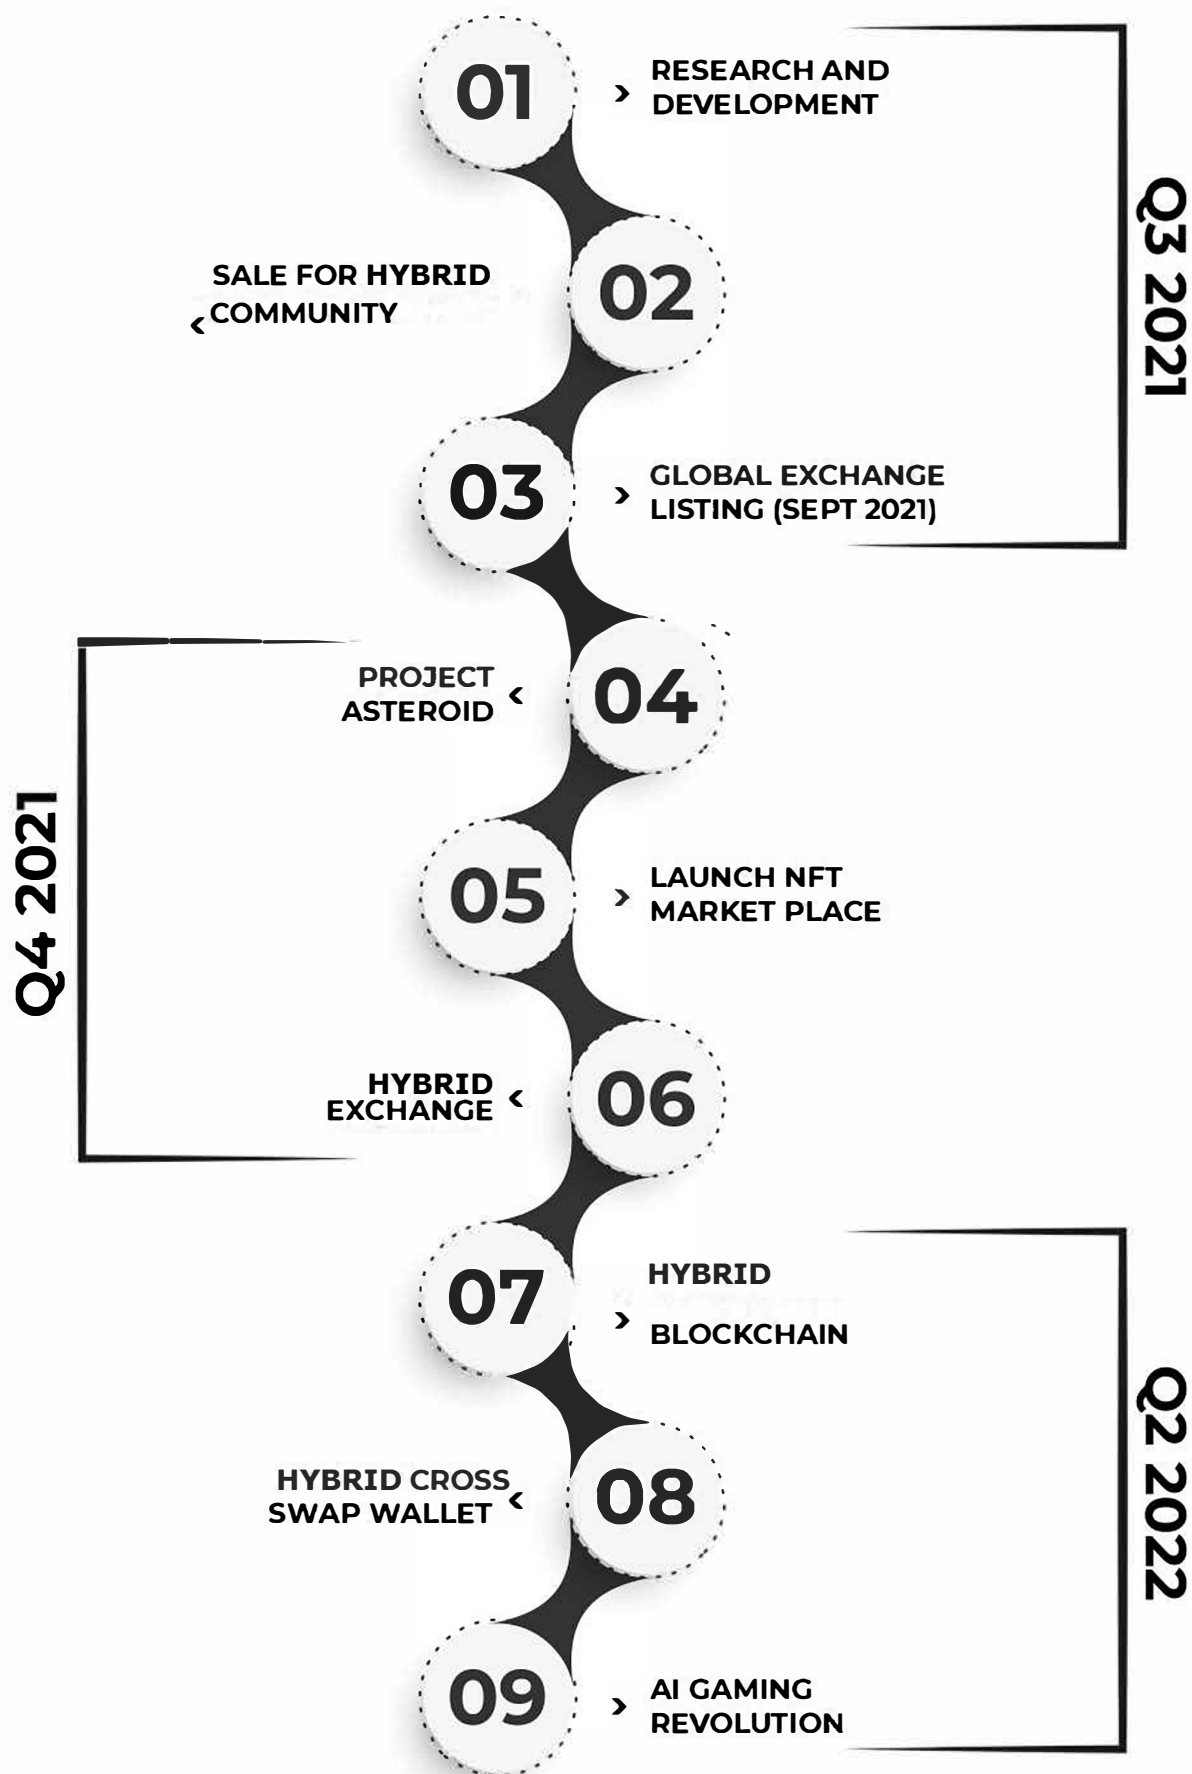 01
RESEARCH AND
DEVELOPMENT
Q3 2021
SALE FOR HYBRID
COMMUNITY
02
03
GLOBAL EXCHANGE
LISTING (SEPT 2021)
Q4 2021
PROJECT
ASTEROID
04
05
LAUNCH NFT
MARKET PLACE
HYBRID
EXCHANGE
06
07
HYBRID
BLOCKCHAIN
Q2 2022
HYBRID CROSS
SWAP WALLET
08
09
AI GAMING
REVOLUTION